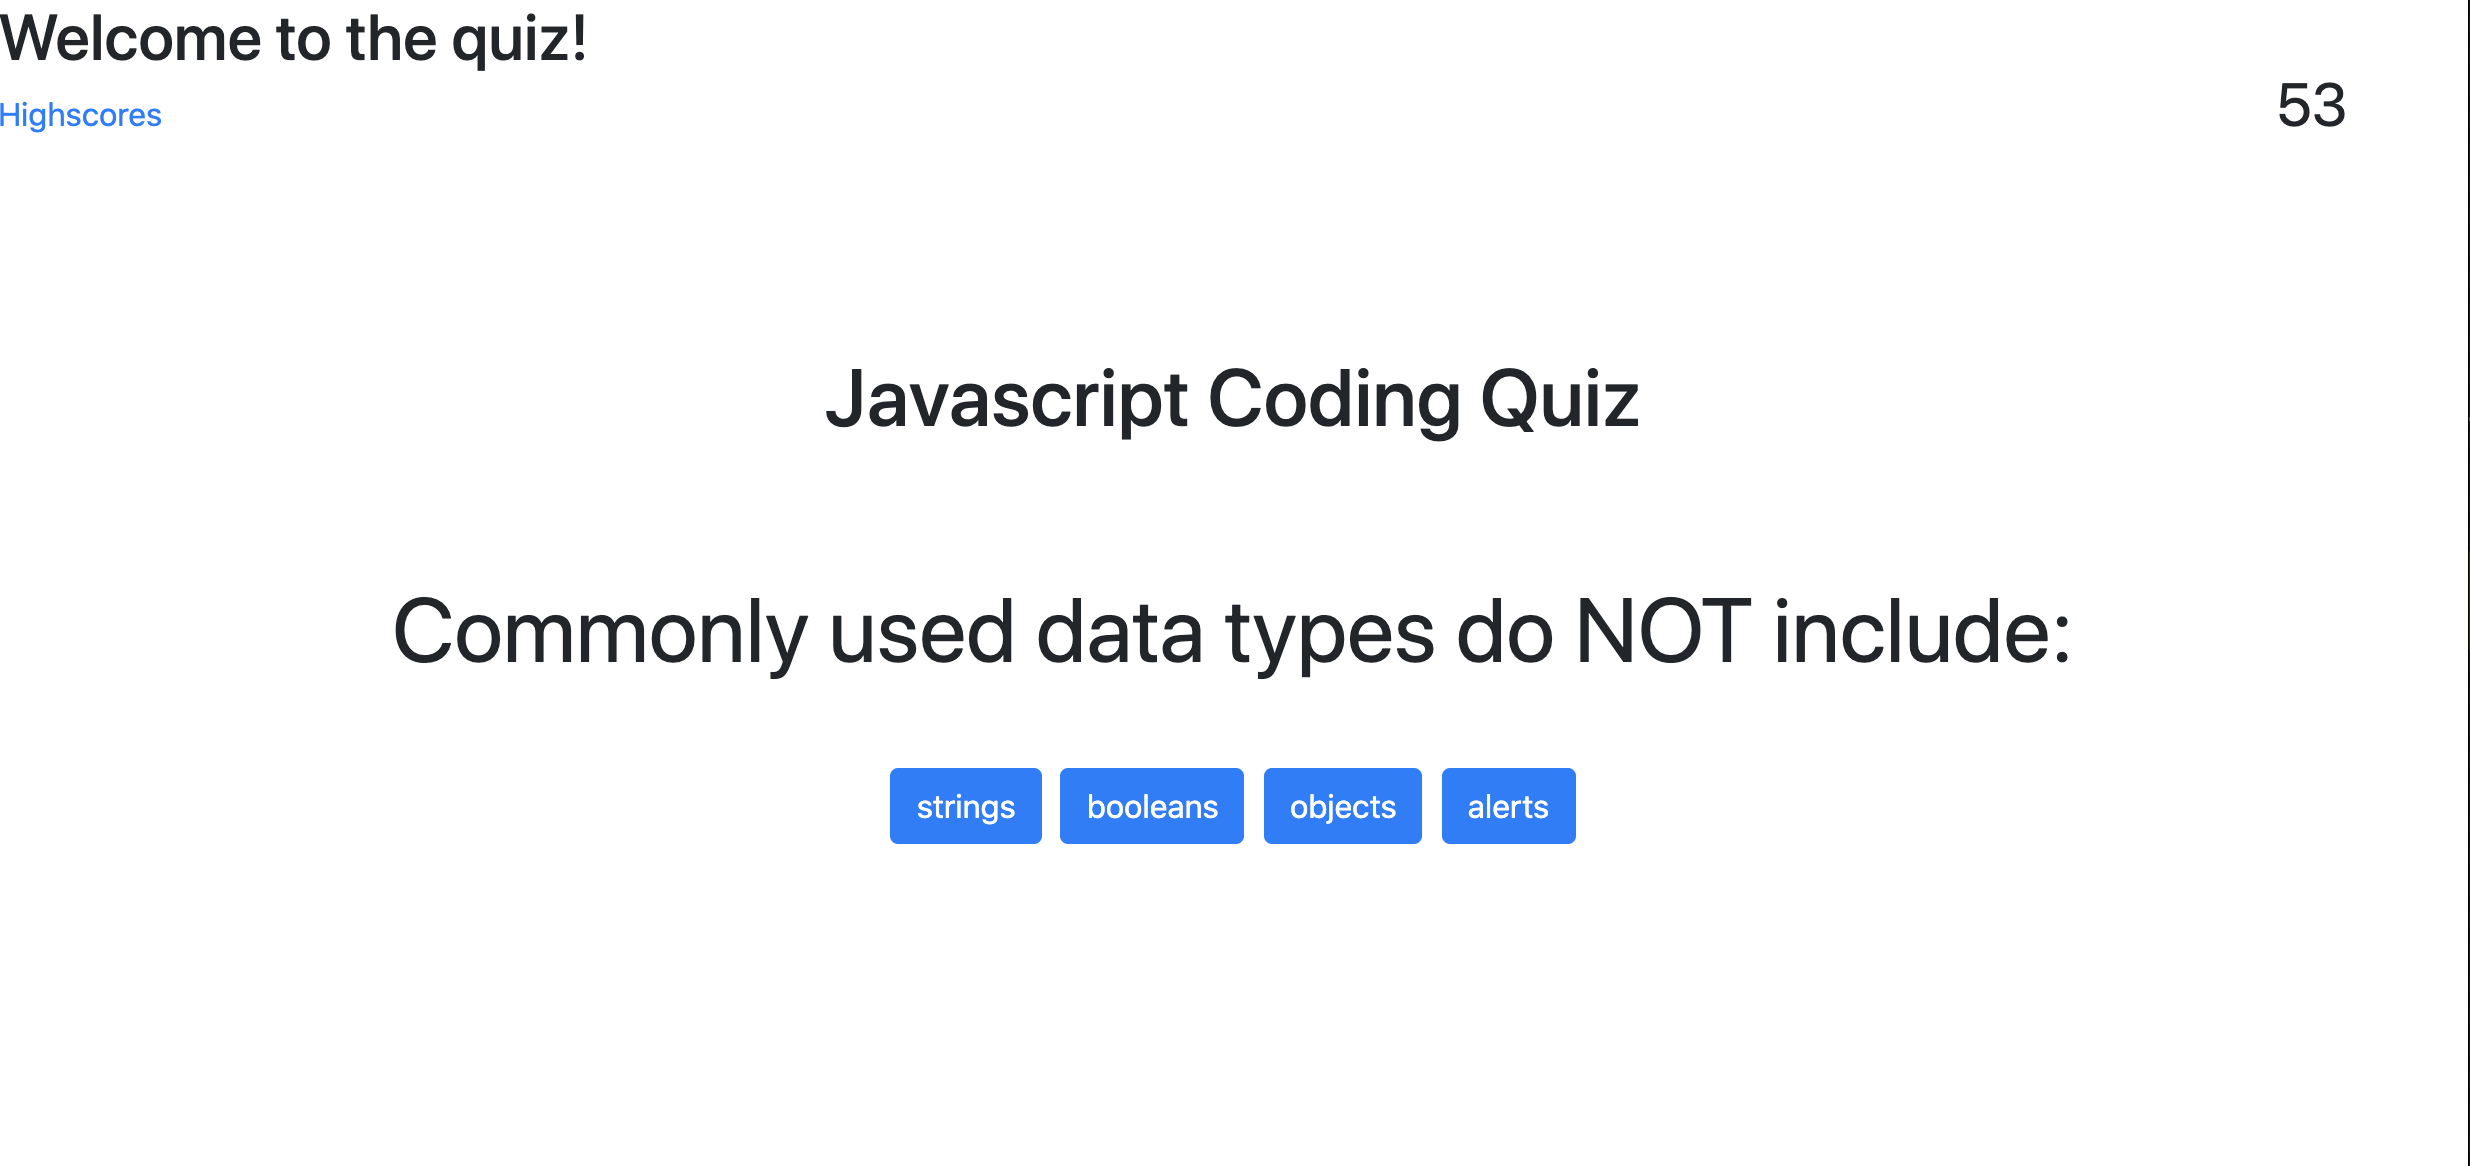 Welcome to the quiz!
Highscores
53
Javascript Coding Quiz
Commonly used data types do NOT include:
strings booleans objects alerts